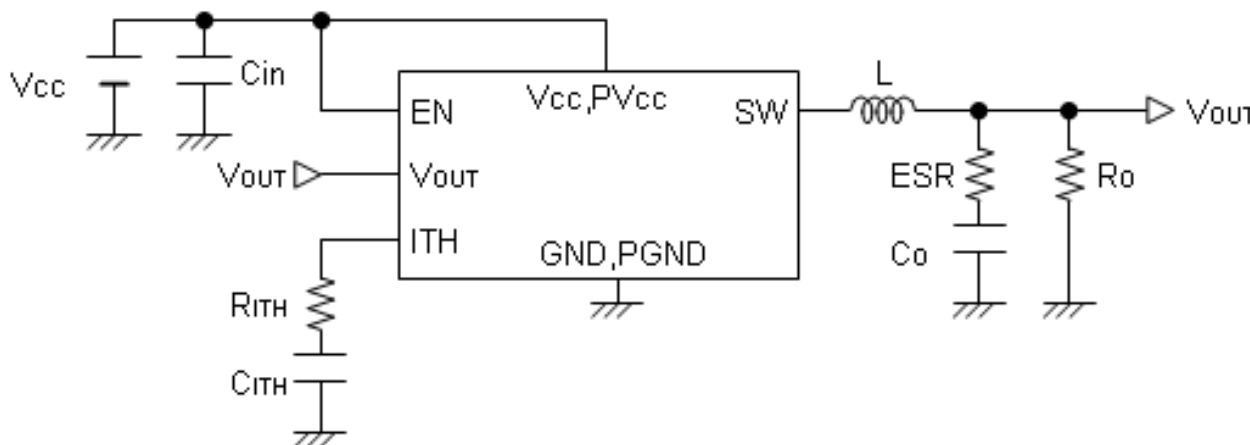 Vcc
Cin
EN
Vcc,PVcc
SW
L
VOUT
VOUT
VOUT
ESR
Ro
ITH
GND,PGND
Co
RITH
CITH